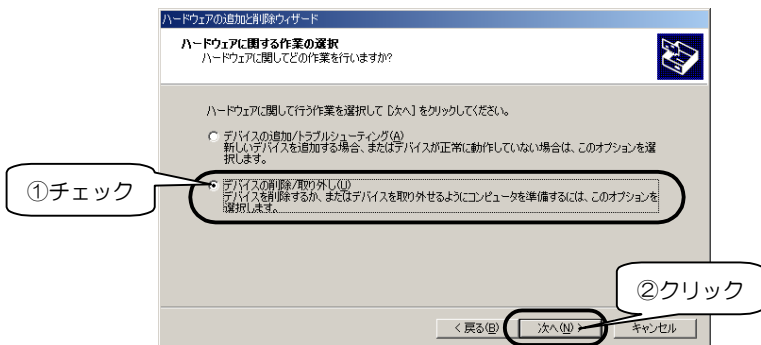 ハードウェアの追加と削除ウィザード
ハードウェアに関する作業の選択
ハードウェアに関してどの作業を行いますか?
ハードウェアに関して行う作業を選択して [次へ] をクリックしてください。
デバイスの追加/トラブルシューティング(A)
新しいデバイスを追加する場合、またはデバイスが正常に動作していない場合は、このオプションを選
択します。
①チェック
デバイスの削除/取り外し(U)
デバイスを削除するか、またはデバイスを取り外せるようにコンピュータを準備するには、このオプションを
選択します。
②クリック
< 戻る(B)
次へ(N) >
キャンセル